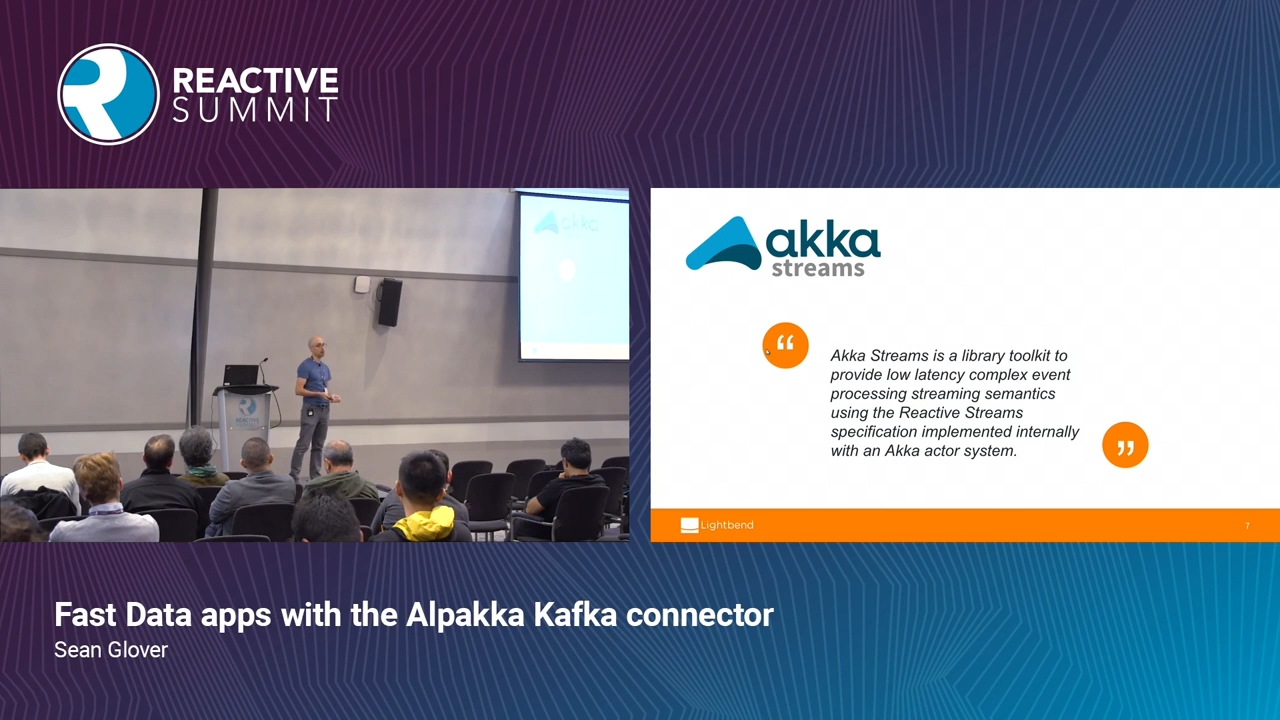 REACTIVE
SUMMIT
akka
REACTIVE
akka
streams
“
Akka Streams is a library toolkit to
provide low latency complex event
processing streaming semantics
using the Reactive Streams
specification implemented internally
with an Akka actor system.
”
Lightbend
7
Fast Data apps with the Alpakka Kafka connector
Sean Glover